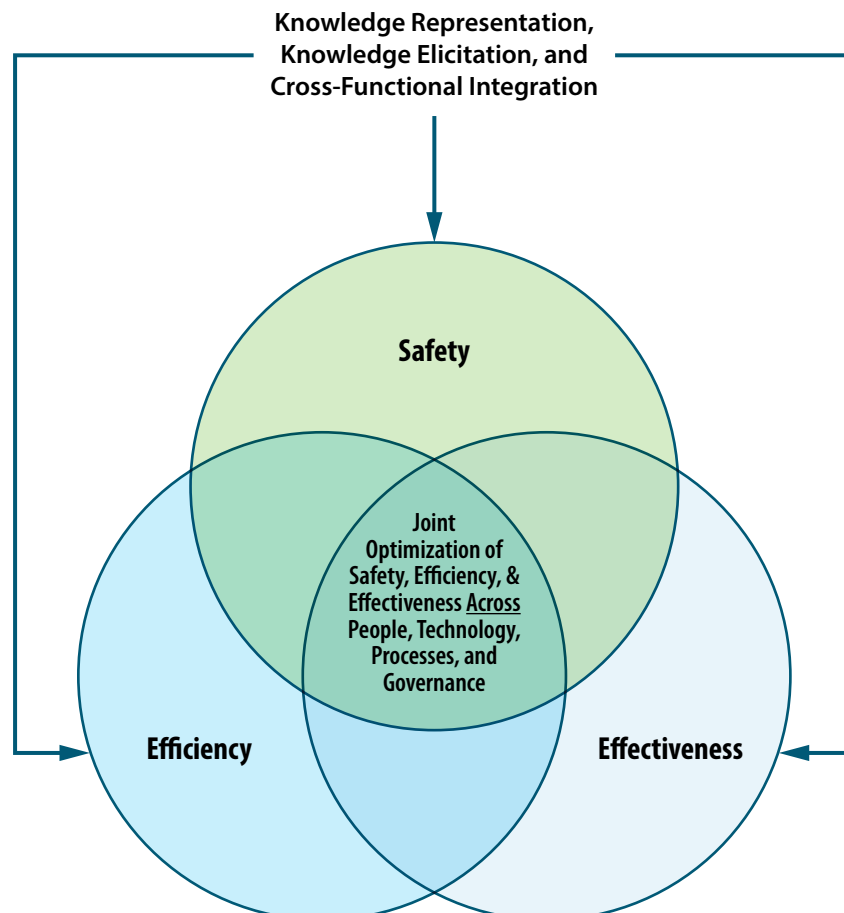 Knowledge Representation,
Knowledge Elicitation, and
Cross-Functional Integration
Safety
Joint
Optimization of
Safety, Efficiency, &
Effectiveness Across
People, Technology,
Processes, and
Governance
Efficiency
Effectiveness